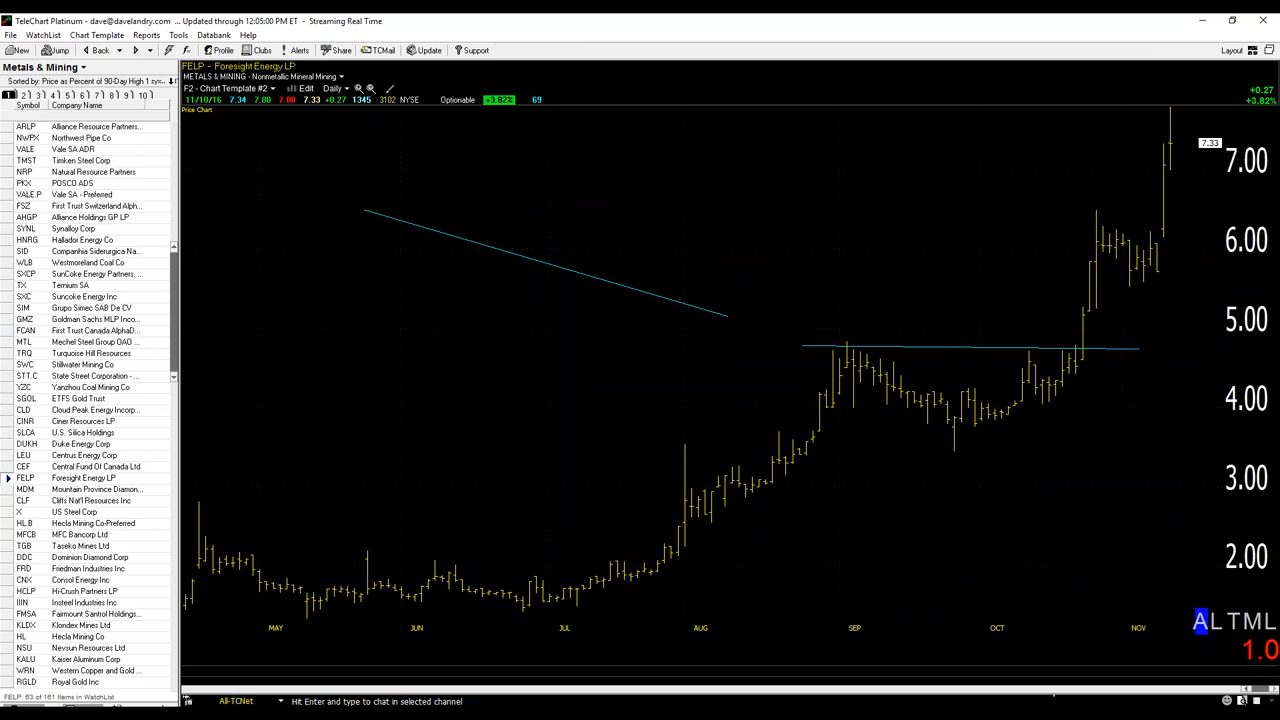 TeleChart Platinum - dave@davelandry.com ... Updated through 12:05:00 PM ET - Streaming Real Time
File WatchList Chart Template Reports Tools Databank Help
New Jump Back Profile Clubs Alerts Share TCMail Update Support Layout
Metals & Mining
Sorted by: Price as Percent of 90-Day High 1
1 2 3 4 5 6 7 8 9 10
Symbol Company Name
ARLP Alliance Resource Partners...
NWPX Northwest Pipe Co
VALE Vale SA ADR
TMST Timken Steel Corp
NRP Natural Resource Partners
PKX POSCO ADS
VALE.P Vale SA - Preferred
FSZ First Trust Switzerland Alph...
AHGP Alliance Holdings GP LP
SYNL Synalloy Corp
HNRG Hallador Energy Co
SID Companhia Siderurgica Na...
WLB Westmoreland Coal Co
SXCP SunCoke Energy Partners, ...
TX Ternium SA
SXC Suncoke Energy Inc
SIM Grupo Simec SAB De CV
GMZ Goldman Sachs MLP Inco...
FCAN First Trust Canada AlphaD...
MTL Mechel Steel Group OAO ...
TRQ Turquoise Hill Resources
SWC Stillwater Mining Co
STT.C State Street Corporation - ...
YZC Yanzhou Coal Mining Co
SGOL ETFS Gold Trust
CLD Cloud Peak Energy Incorp...
CINR Ciner Resources LP
SLCA U.S. Silica Holdings
DUKH Duke Energy Corp
LEU Centrus Energy Corp
CEF Central Fund Of Canada Ltd
FELP Foresight Energy LP
MDM Mountain Province Diamon...
CLF Cliffs Nat'l Resources Inc
X US Steel Corp
HL.B Hecla Mining Co-Preferred
MFCB MFC Bancorp Ltd
TGB Taseko Mines Ltd
DDC Dominion Diamond Corp
FRD Friedman Industries Inc
CNX Consol Energy Inc
HCLP Hi-Crush Partners LP
IIIN Insteel Industries Inc
FMSA Fairmount Santrol Holdings...
KLDX Klondex Mines Ltd
HL Hecla Mining Co
NSU Nevsun Resources Ltd
KALU Kaiser Aluminum Corp
WRN Western Copper and Gold ...
RGLD Royal Gold Inc
FELP: 63 of 161 Items in WatchList
FELP - Foresight Energy LP
METALS & MINING - Nonmetallic Mineral Mining
F2 - Chart Template #2 Edit Daily
11/10/16 7.34 7.80 7.00 7.33 +0.27 1345 3102 NYSE Optionable +3.82% 69
Price Chart
+0.27
+3.82%
7.33
7.00
6.00
5.00
4.00
3.00
2.00
ALTML
1.0
MAY JUN JUL AUG SEP OCT NOV
All-TCNet Hit Enter and type to chat in selected channel